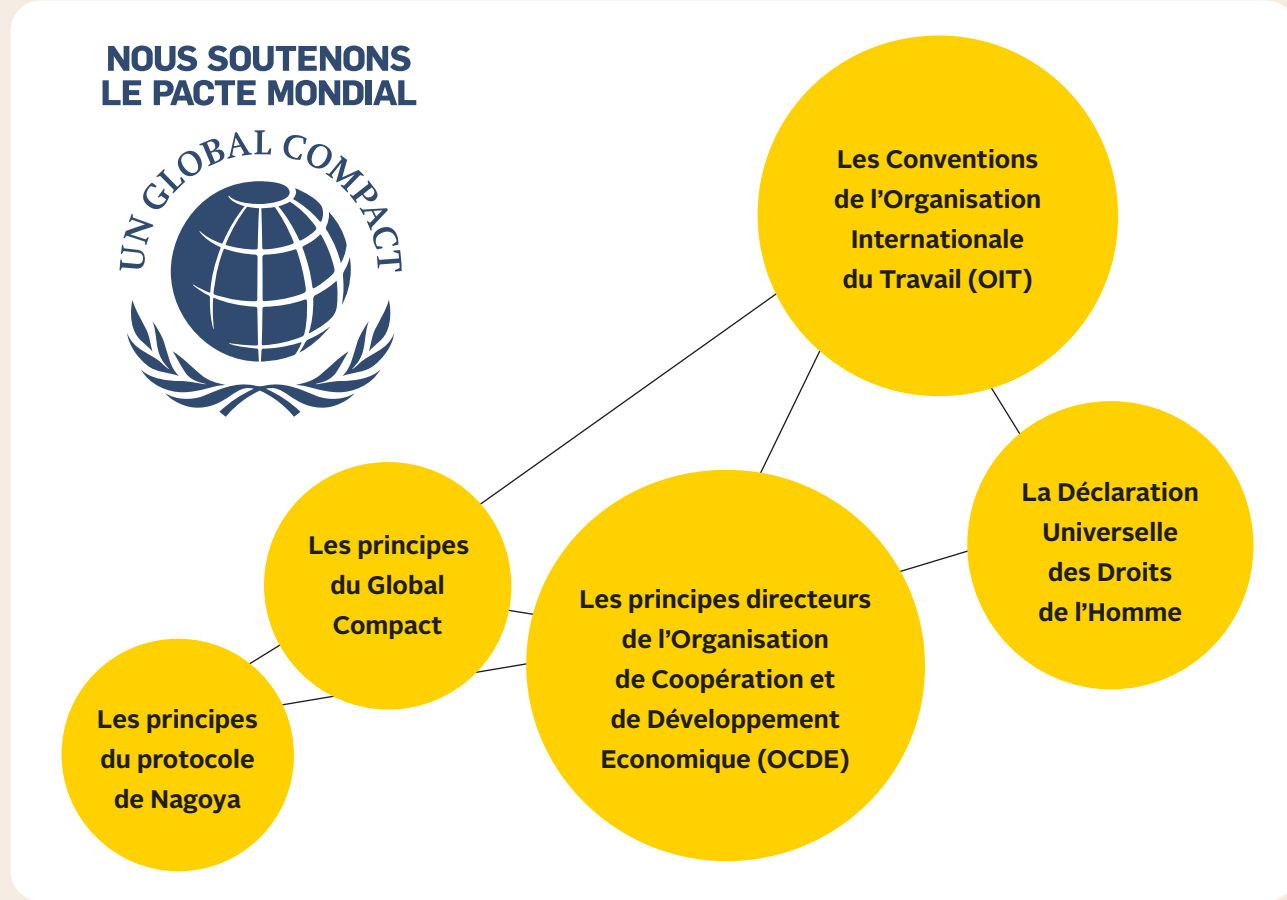 NOUS SOUTENONS
LE PACTE MONDIAL
UN GLOBAL COMPACT
Les Conventions
de l’Organisation
Internationale
du Travail (OIT)
La Déclaration
Universelle
des Droits
de l’Homme
Les principes
du Global
Compact
Les principes directeurs
de l’Organisation
de Coopération et
de Développement
Economique (OCDE)
Les principes
du protocole
de Nagoya